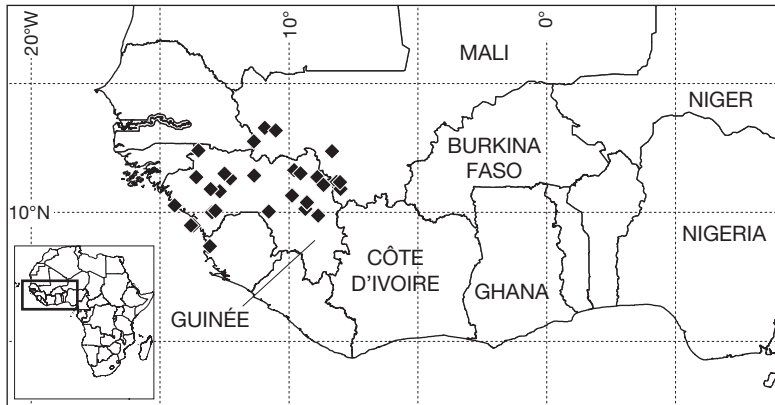 20°W
10°
0°
MALI
NIGER
BURKINA
FASO
10°N
NIGERIA
CÔTE
D'IVOIRE
GHANA
GUINÉE